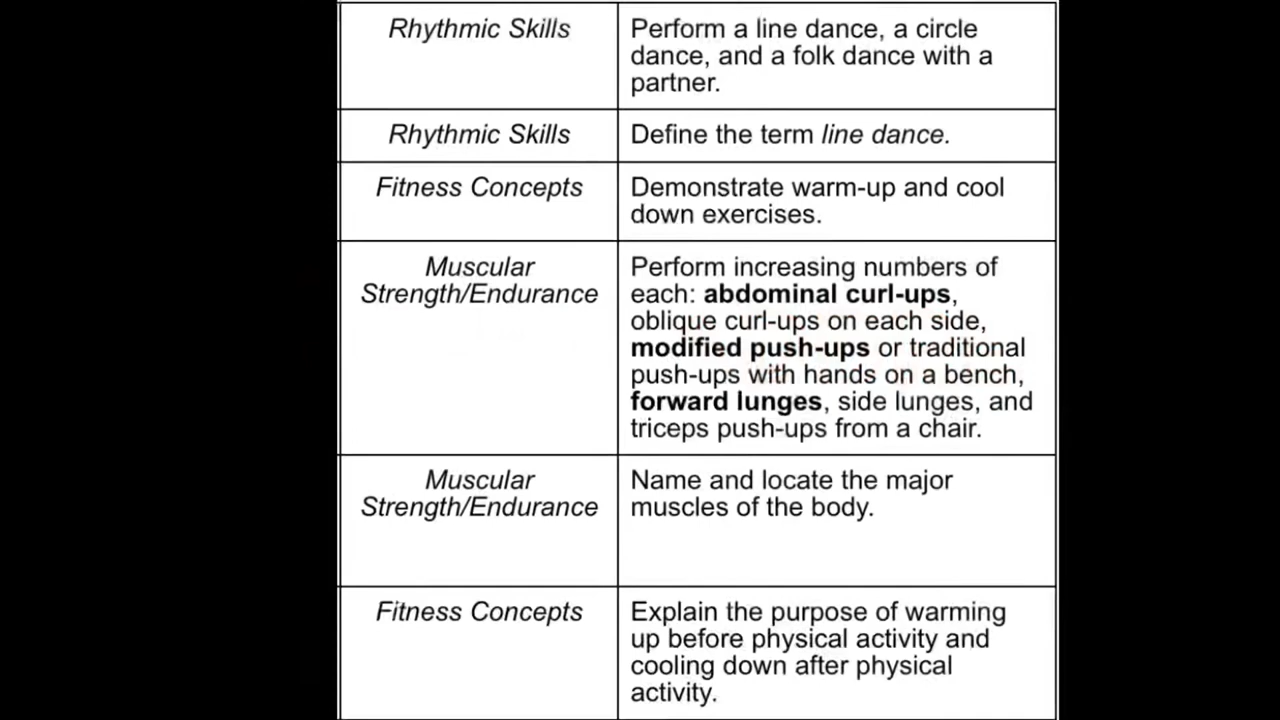 Rhythmic Skills
Perform a line dance, a circle
dance, and a folk dance with a
partner.
Rhythmic Skills
Define the term line dance.
Fitness Concepts
Demonstrate warm-up and cool
down exercises.
Muscular
Strength/Endurance
Perform increasing numbers of
each: abdominal curl-ups,
oblique curl-ups on each side,
modified push-ups or traditional
push-ups with hands on a bench,
forward lunges, side lunges, and
triceps push-ups from a chair.
Muscular
Strength/Endurance
Name and locate the major
muscles of the body.
Fitness Concepts
Explain the purpose of warming
up before physical activity and
cooling down after physical
activity.